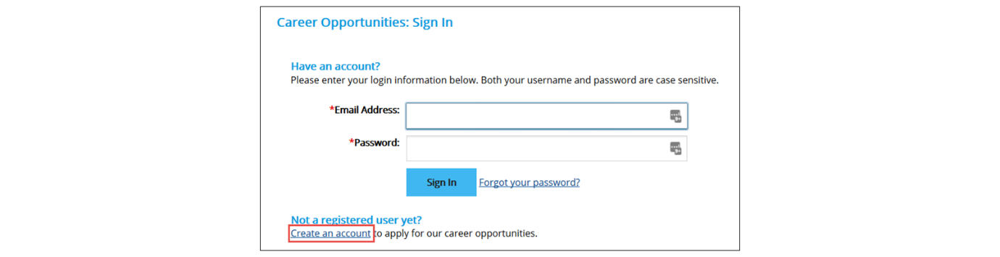 Career Opportunities: Sign In
Have an account?
Please enter your login information below. Both your username and password are case sensitive.
*Email Address:
*Password:
Sign In Forgot your password?
Not a registered user yet?
Create an account to apply for our career opportunities.